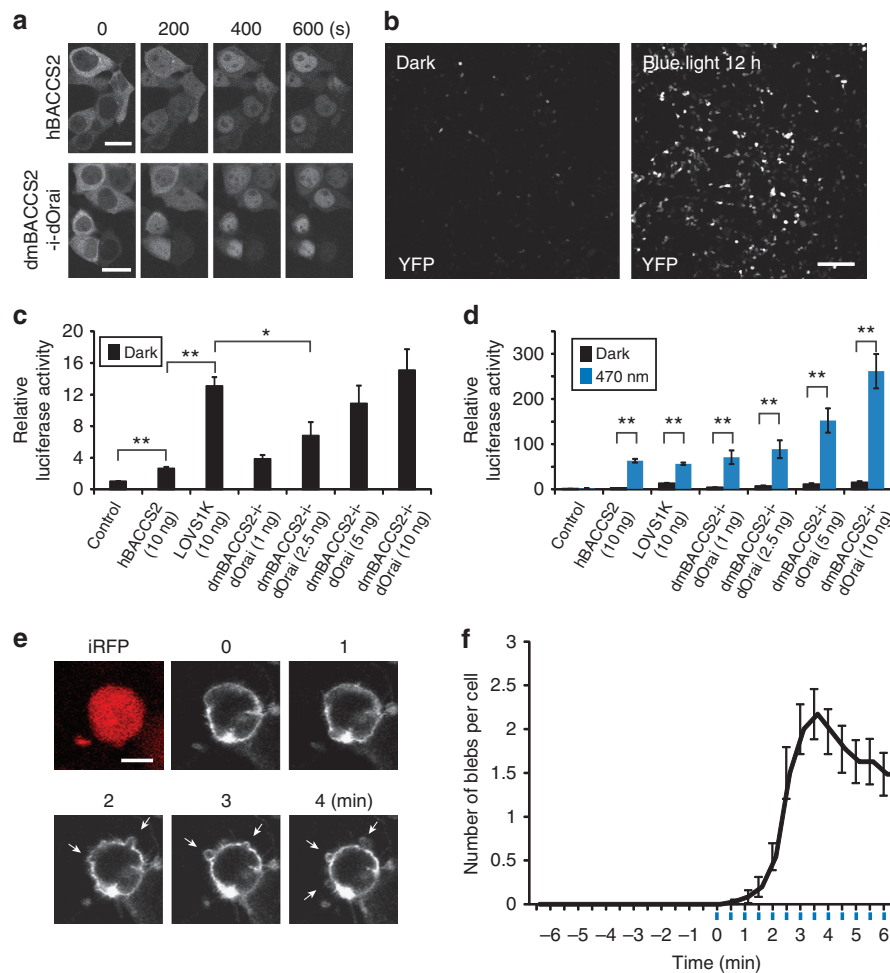 a
0 200 400 600 (s)
hBACCS2
dmBACCS2
-i-dOrai
b
Dark
YFP
Blue light 12 h
YFP
c
Relative
luciferase activity
20
16
12
8
4
0
Dark
**
**
*
Control
hBACCS2
(10 ng)
LOVS1K
(10 ng)
dmBACCS2-i-
dOrai (1 ng)
dmBACCS2-i-
dOrai (2.5 ng)
dmBACCS2-i-
dOrai (5 ng)
dmBACCS2-i-
dOrai (10 ng)
d
Relative
luciferase activity
300
250
200
150
100
50
0
Dark
470 nm
**
**
**
**
**
**
Control
hBACCS2
(10 ng)
LOVS1K
(10 ng)
dmBACCS2-i-
dOrai (1 ng)
dmBACCS2-i-
dOrai (2.5 ng)
dmBACCS2-i-
dOrai (5 ng)
dmBACCS2-i-
dOrai (10 ng)
e
iRFP 0 1
2 3 4 (min)
f
Number of blebs per cell
3
2.5
2
1.5
1
0.5
0
–6 –5 –4 –3 –2 –1 0 1 2 3 4 5 6
Time (min)